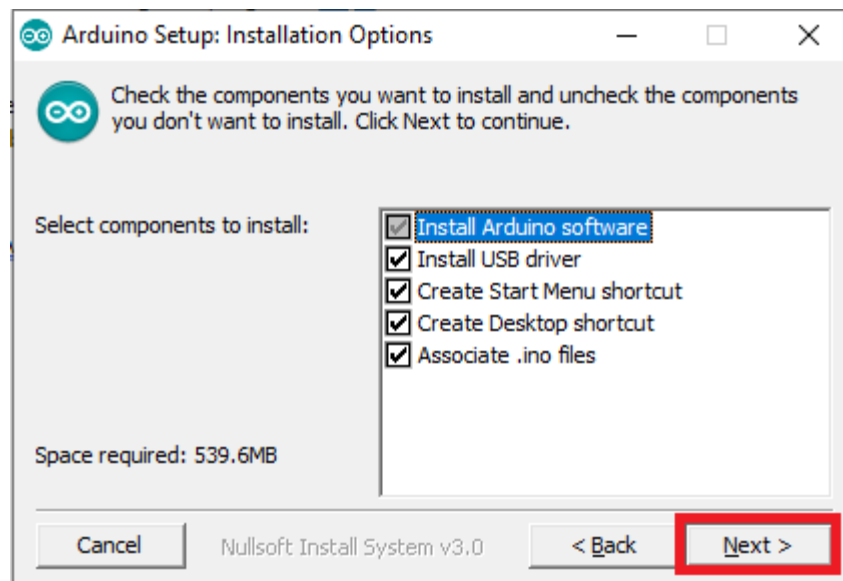 Arduino Setup: Installation Options
Check the components you want to install and uncheck the components
you don't want to install. Click Next to continue.
Select components to install:
Install Arduino software
Install USB driver
Create Start Menu shortcut
Create Desktop shortcut
Associate .ino files
Space required: 539.6MB
Cancel
Nullsoft Install System v3.0
< Back
Next >